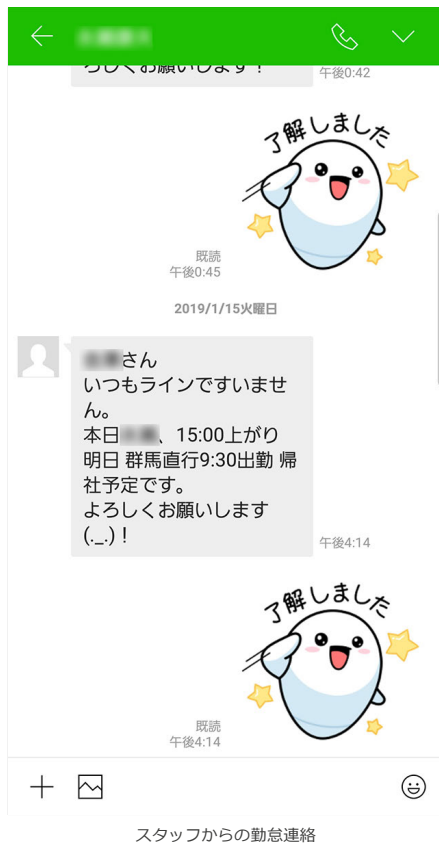 ろしくお願いします！
午後0:42
了解しました
既読
午後0:45
2019/1/15火曜日
さん
いつもラインですいませ
ん。
本日、15:00上がり
明日 群馬直行9:30出勤 帰
社予定です。
よろしくお願いします
(._.)！
午後4:14
了解しました
既読
午後4:14
スタッフからの勤怠連絡